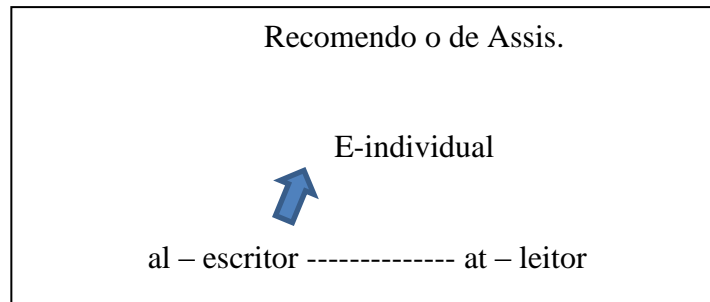 Recomendo o de Assis.
E-individual
al – escritor -------------- at – leitor